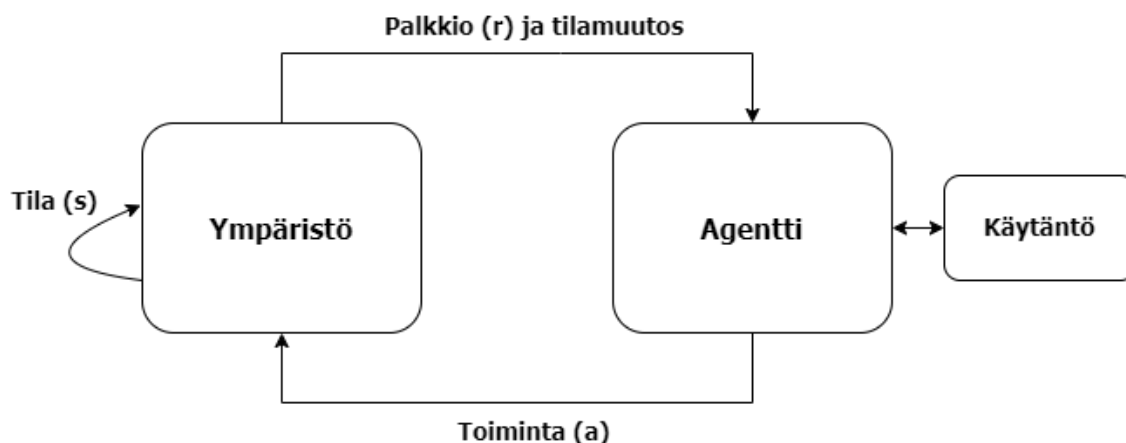 Palkkio (r) ja tilamuutos
Tila (s)
Ympäristö
Agentti
Käytäntö
Toiminta (a)